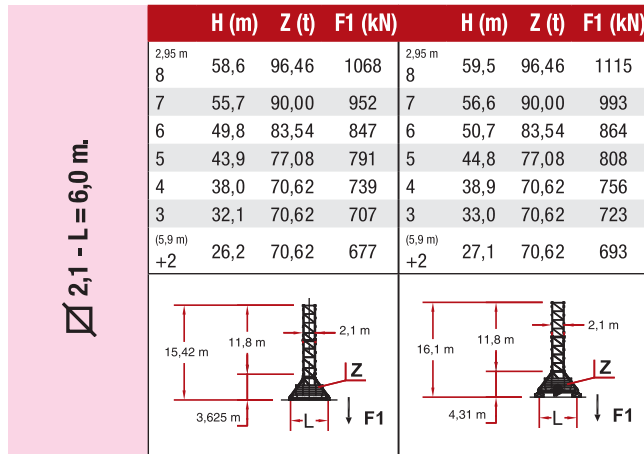 H (m) Z (t) F1 (kN) H (m) Z (t) F1 (kN)
2,95 m 2,95 m
8 58,6 96,46 1068 8 59,5 96,46 1115
7 55,7 90,00 952 7 56,6 90,00 993
6 49,8 83,54 847 6 50,7 83,54 864
5 43,9 77,08 791 5 44,8 77,08 808
4 38,0 70,62 739 4 38,9 70,62 756
3 32,1 70,62 707 3 33,0 70,62 723
(5,9 m) (5,9 m)
+2 26,2 70,62 677 +2 27,1 70,62 693
2,1 - L = 6,0 m.
15,42 m
11,8 m
2,1 m
Z
3,625 m
L
F1
16,1 m
11,8 m
2,1 m
Z
4,31 m
L
F1